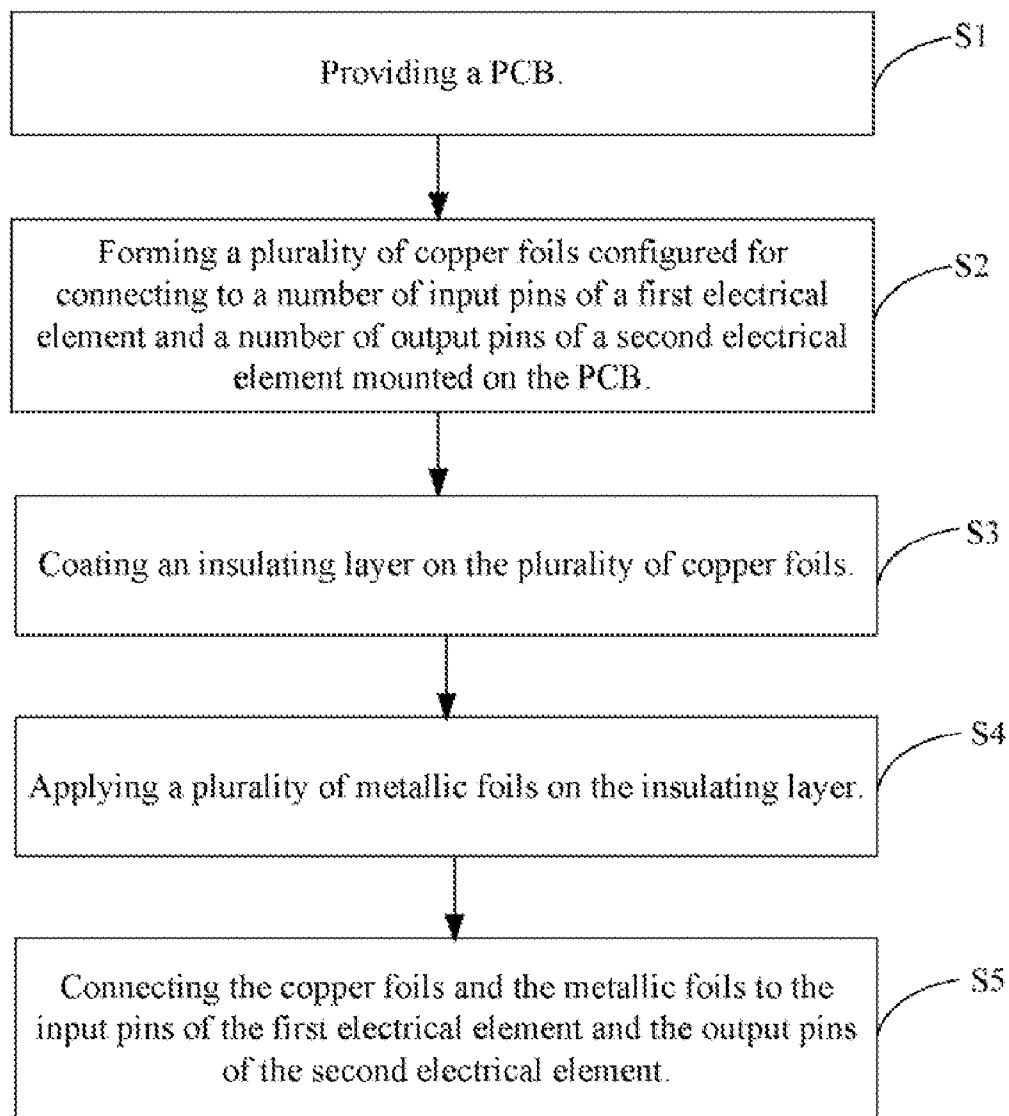 Providing a PCB.
S1
Forming a plurality of copper foils configured for
connecting to a number of input pins of a first electrical
element and a number of output pins of a second electrical
element mounted on the PCB.
S2
Coating an insulating layer on the plurality of copper foils.
S3
Applying a plurality of metallic foils on the insulating layer.
S4
Connecting the copper foils and the metallic foils to the
input pins of the first electrical element and the output pins
of the second electrical element.
S5